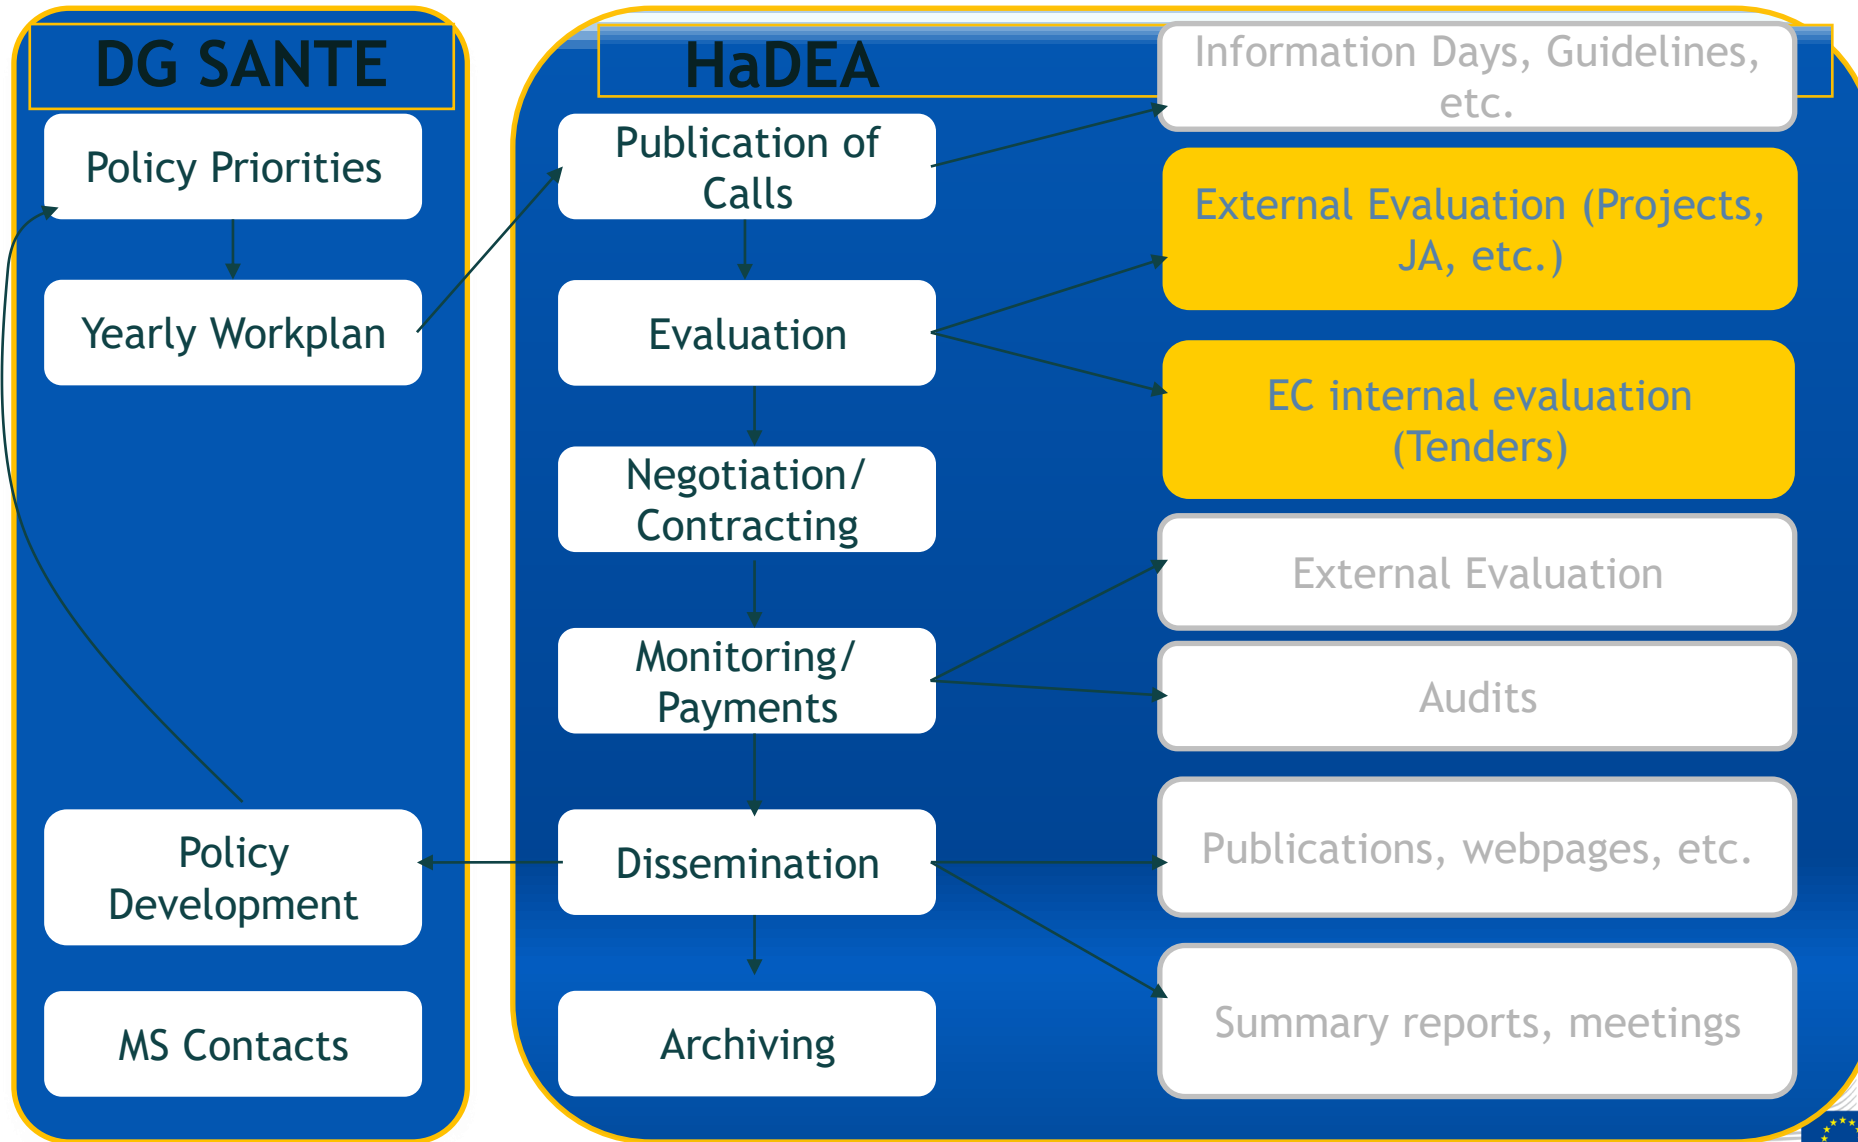 DG SANTE
Policy Priorities
Yearly Workplan
Policy
Development
MS Contacts
HaDEA
Publication of
Calls
Evaluation
Negotiation/
Contracting
Monitoring/
Payments
Dissemination
Archiving
Information Days, Guidelines,
etc.
External Evaluation (Projects,
JA, etc.)
EC internal evaluation
(Tenders)
External Evaluation
Audits
Publications, webpages, etc.
Summary reports, meetings